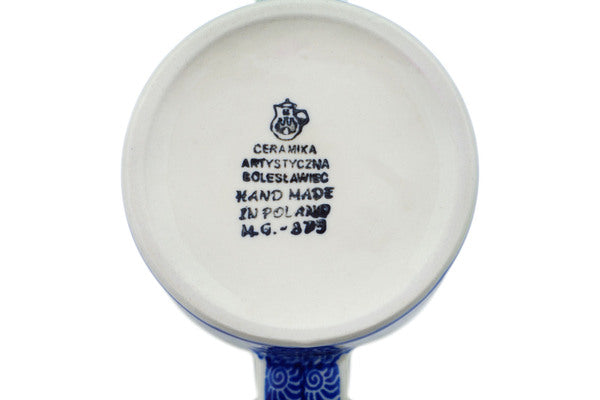 CERAMIKA
ARTYSTYCZNA
BOLESŁAWIEC
HAND MADE
IN POLAND
M.G. -